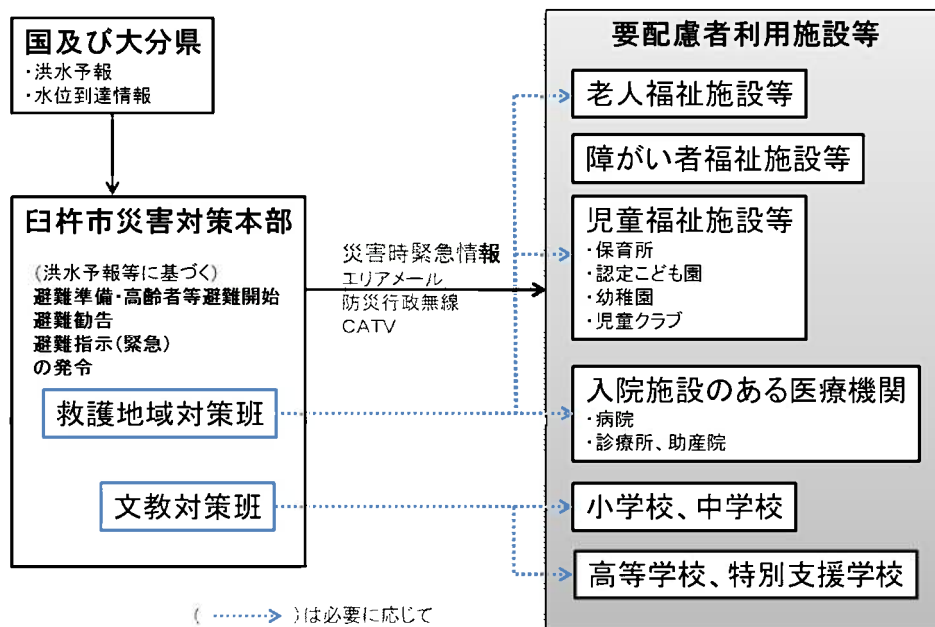 国及び大分県
・洪水予報
・水位到達情報
臼杵市災害対策本部
(洪水予報等に基づく)
避難準備・高齢者等避難開始
避難勧告
避難指示(緊急)
の発令
救護地域対策班
文教対策班
災害時緊急情報
エリアメール
防災行政無線
CATV
要配慮者利用施設等
老人福祉施設等
障がい者福祉施設等
児童福祉施設等
・保育所
・認定こども園
・幼稚園
・児童クラブ
入院施設のある医療機関
・病院
・診療所、助産院
小学校、中学校
高等学校、特別支援学校
( )は必要に応じて